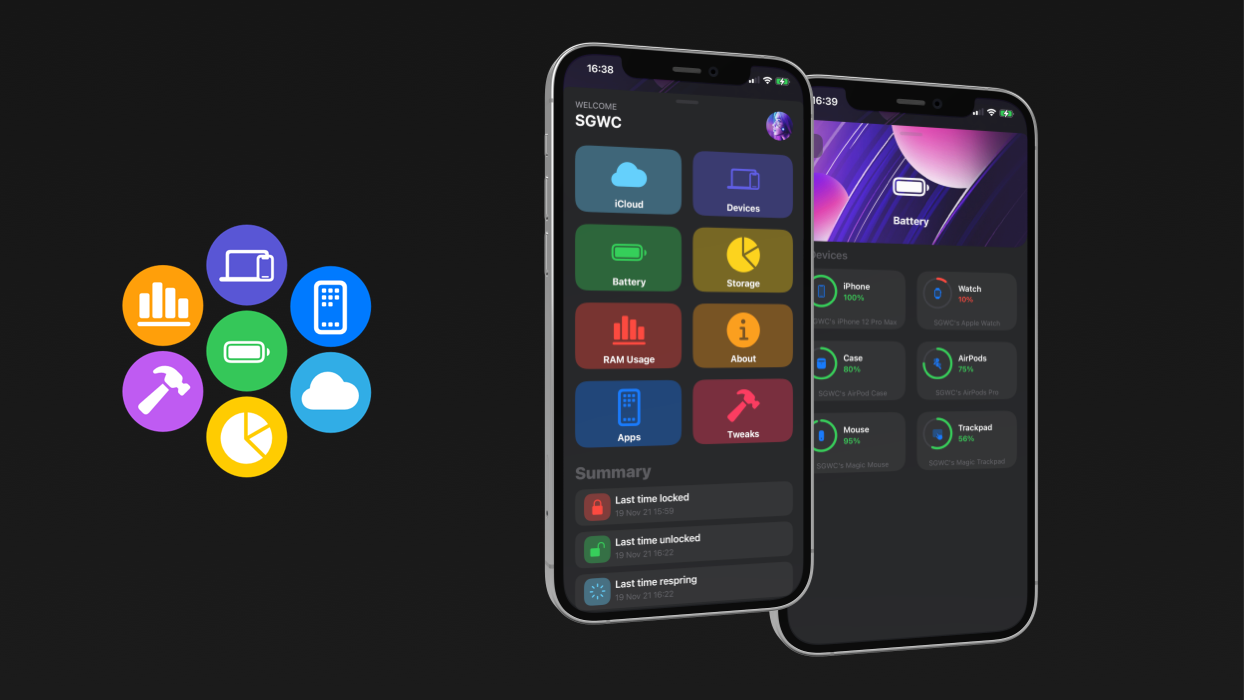 16:38
WELCOME
SGWC
iCloud
Devices
Battery
Storage
RAM Usage
About
Apps
Tweaks
Summary
Last time locked
19 Nov 21 15:59
Last time unlocked
19 Nov 21 16:22
Last time respring
19 Nov 21 16:22
16:39
Battery
Devices
iPhone
100%
SGWC's iPhone 12 Pro Max
Watch
10%
SGWC's Apple Watch
Case
80%
SGWC's AirPod Case
AirPods
75%
SGWC's AirPods Pro
Mouse
95%
SGWC's Magic Mouse
Trackpad
56%
SGWC's Magic Trackpad